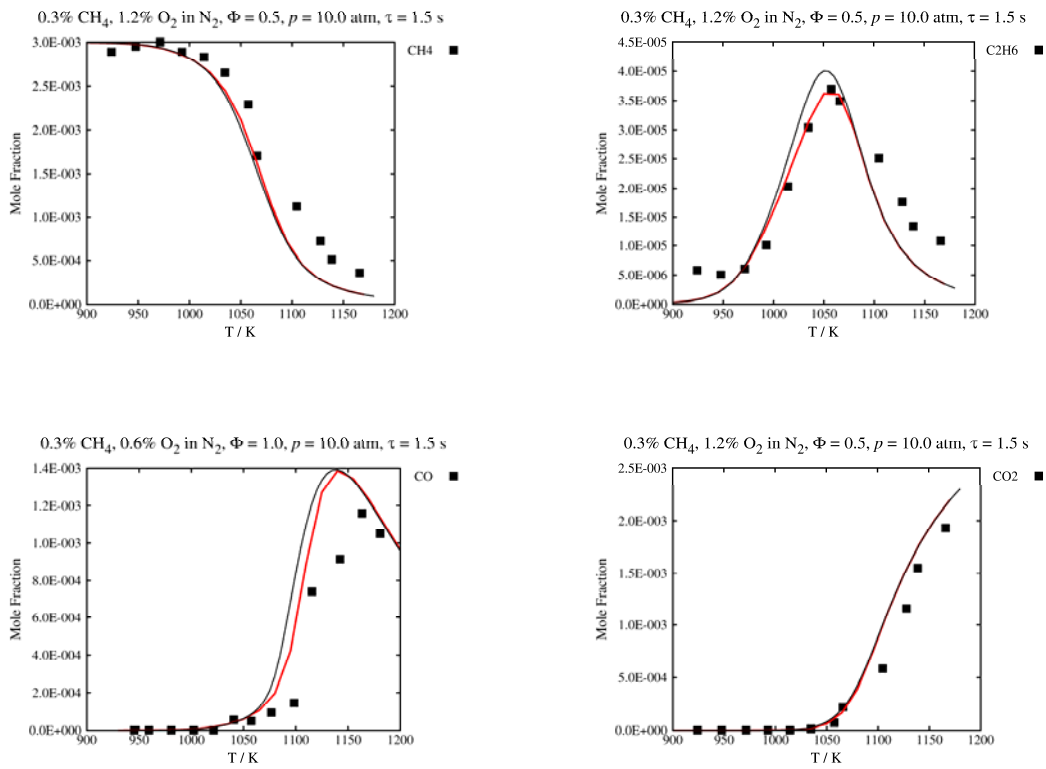 0.3% CH4, 1.2% O2 in N2, Φ = 0.5, p = 10.0 atm, τ = 1.5 s
3.0E-003
2.5E-003
2.0E-003
1.5E-003
1.0E-003
5.0E-004
0.0E+000
Mole Fraction
CH4
900 950 1000 1050 1100 1150 1200
T / K
0.3% CH4, 1.2% O2 in N2, Φ = 0.5, p = 10.0 atm, τ = 1.5 s
4.5E-005
4.0E-005
3.5E-005
3.0E-005
2.5E-005
2.0E-005
1.5E-005
1.0E-005
5.0E-006
0.0E+000
Mole Fraction
C2H6
900 950 1000 1050 1100 1150 1200
T / K
0.3% CH4, 0.6% O2 in N2, Φ = 1.0, p = 10.0 atm, τ = 1.5 s
1.4E-003
1.2E-003
1.0E-003
8.0E-004
6.0E-004
4.0E-004
2.0E-004
0.0E+000
Mole Fraction
CO
900 950 1000 1050 1100 1150 1200
T / K
0.3% CH4, 1.2% O2 in N2, Φ = 0.5, p = 10.0 atm, τ = 1.5 s
2.5E-003
2.0E-003
1.5E-003
1.0E-003
5.0E-004
0.0E+000
Mole Fraction
CO2
900 950 1000 1050 1100 1150 1200
T / K